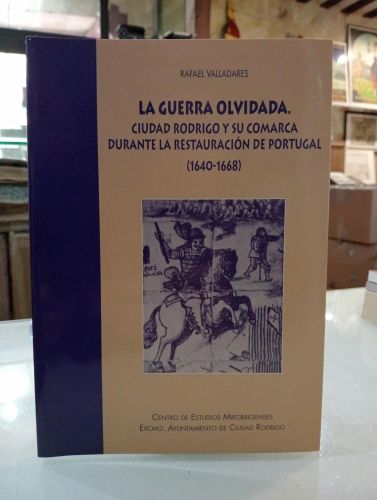 RAFAEL VALLADARES
LA GUERRA OLVIDADA.
CIUDAD RODRIGO Y SU COMARCA
DURANTE LA RESTAURACIÓN DE PORTUGAL
(1640-1668)
CENTRO DE ESTUDIOS MIROBRIGENSES
EXCMO. AYUNTAMIENTO DE CIUDAD RODRIGO